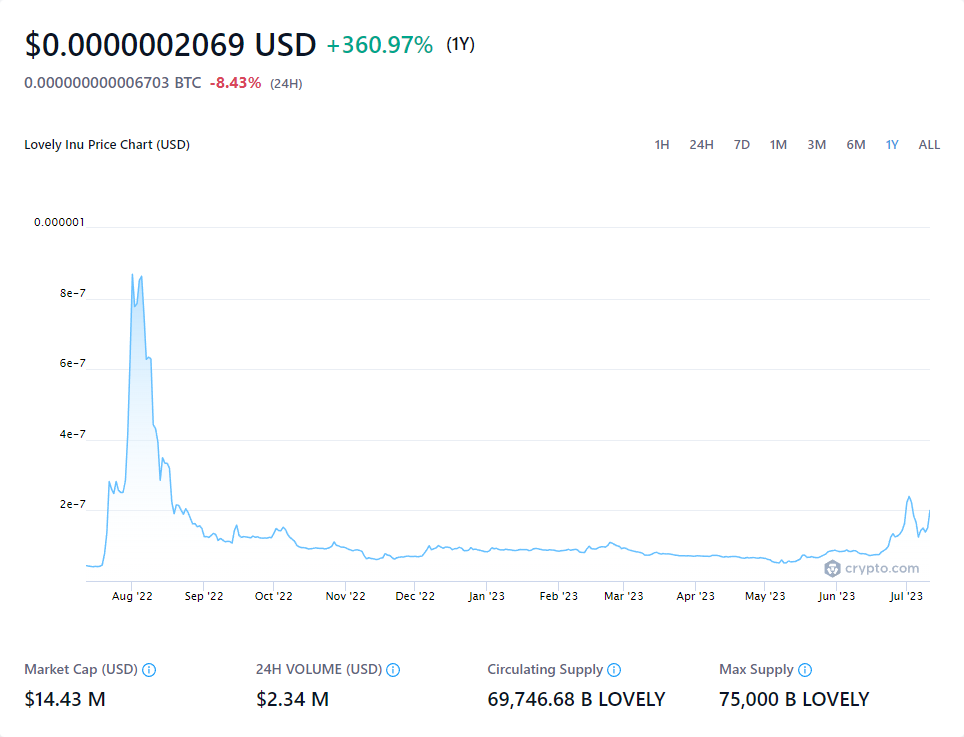 $0.0000002069 USD +360.97% (1Y)
0.000000000006703 BTC -8.43% (24H)
Lovely Inu Price Chart (USD) 1H 24H 7D 1M 3M 6M 1Y ALL
0.000001
8e-7
6e-7
4e-7
2e-7
crypto.com
Aug '22 Sep '22 Oct '22 Nov '22 Dec '22 Jan '23 Feb '23 Mar '23 Apr '23 May '23 Jun '23 Jul '23
Market Cap (USD) 24H VOLUME (USD) Circulating Supply Max Supply
$14.43 M $2.34 M 69,746.68 B LOVELY 75,000 B LOVELY